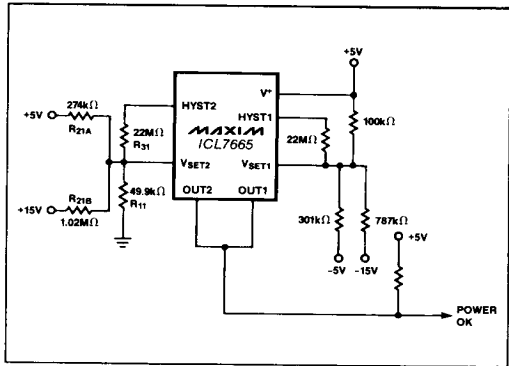 +5V
+5V
274kΩ
R21A
HYST2
V+
HYST1
22MΩ
R31
MAXIM
ICL7665
22MΩ
100kΩ
VSET2
VSET1
+15V
R21B
1.02MΩ
49.9kΩ
R11
OUT2
OUT1
301kΩ
787kΩ
-5V
-15V
+5V
POWER
OK